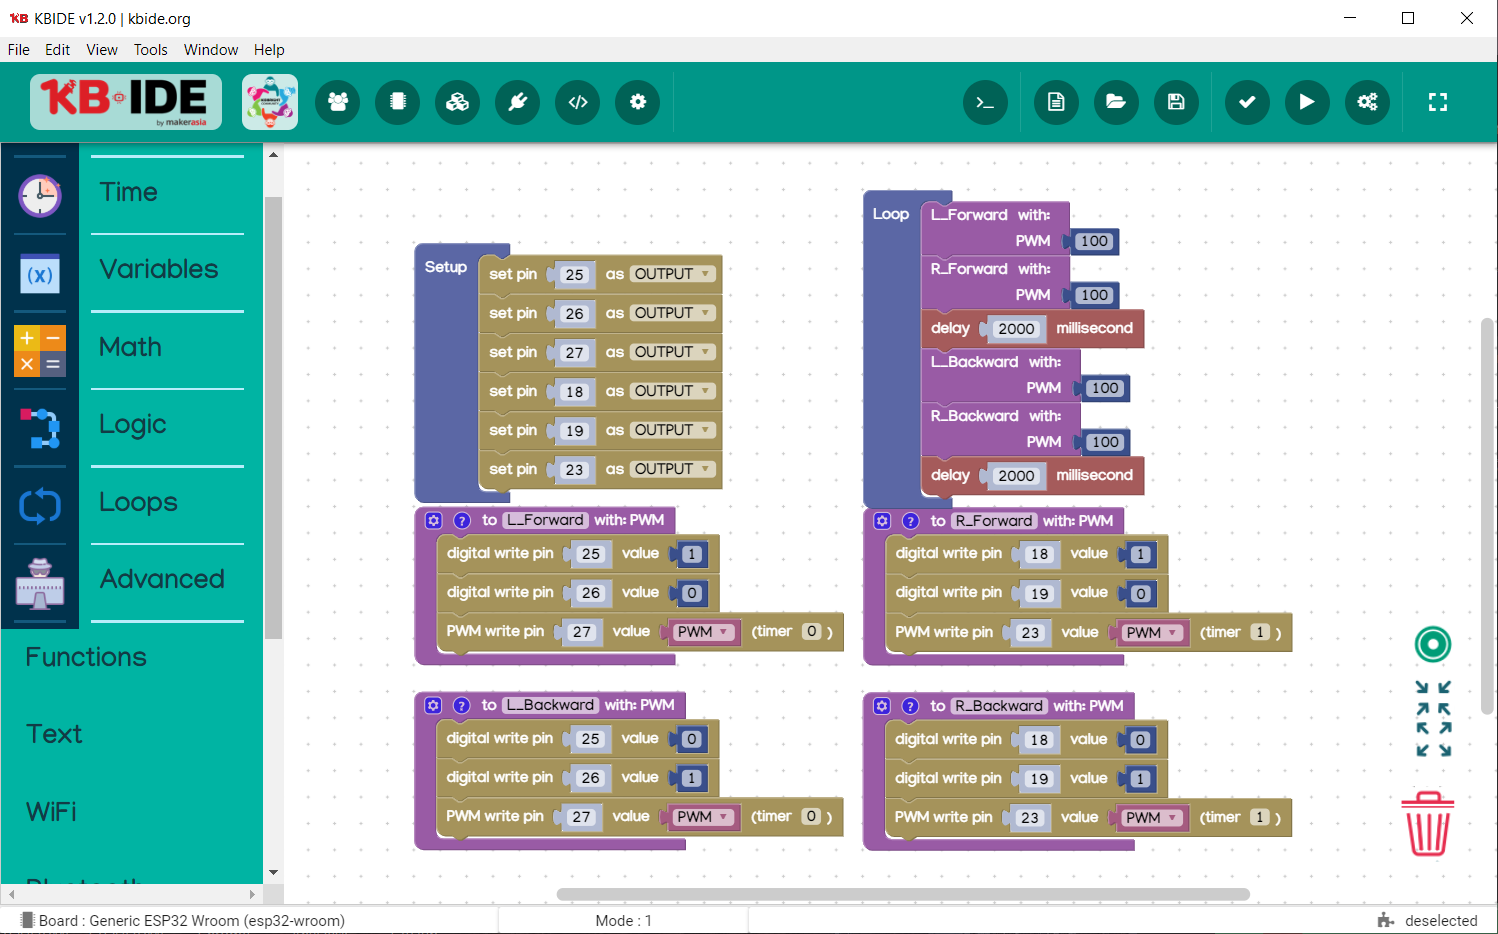 KB KBIDE v1.2.0 | kbide.org
File Edit View Tools Window Help
KB IDE
by makerasia
Time
(x) Variables
Math
Logic
Loops
Advanced
Functions
Text
WiFi
Bluetooth
Setup
set pin 25 as OUTPUT
set pin 26 as OUTPUT
set pin 27 as OUTPUT
set pin 18 as OUTPUT
set pin 19 as OUTPUT
set pin 23 as OUTPUT
Loop
L_Forward with:
PWM 100
R_Forward with:
PWM 100
delay 2000 millisecond
L_Backward with:
PWM 100
R_Backward with:
PWM 100
delay 2000 millisecond
? to L_Forward with: PWM
digital write pin 25 value 1
digital write pin 26 value 0
PWM write pin 27 value PWM (timer 0 )
? to R_Forward with: PWM
digital write pin 18 value 1
digital write pin 19 value 0
PWM write pin 23 value PWM (timer 1 )
? to L_Backward with: PWM
digital write pin 25 value 0
digital write pin 26 value 1
PWM write pin 27 value PWM (timer 0 )
? to R_Backward with: PWM
digital write pin 18 value 0
digital write pin 19 value 1
PWM write pin 23 value PWM (timer 1 )
Board : Generic ESP32 Wroom (esp32-wroom) Mode : 1 deselected